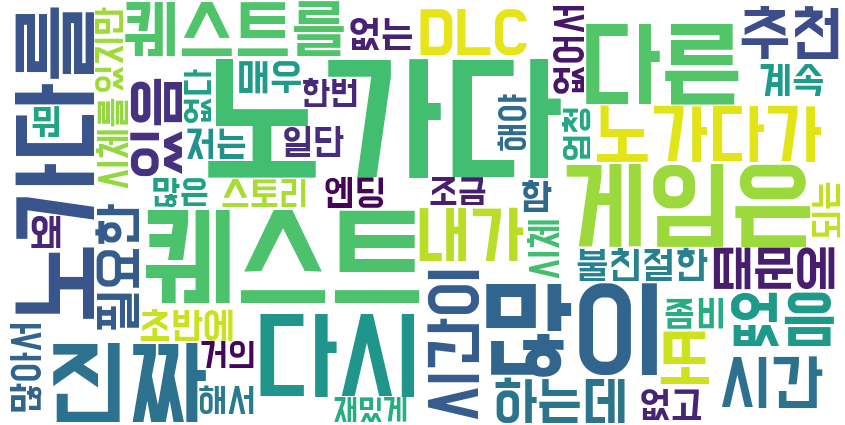 퀘스트를
없는
DLC
다른
없어서
추천
노가다를
시체를
있지만
뭐
있음
없다
매우
한번
노가다
해야
엄청
계속
노가다가
저는
일단
많은
스토리
엔딩
조금
한
게임은
되는
왜
필요한
퀘스트
내가
시체
불친절한
때문에
초반에
다시
시간이
많이
좀비
없음
많아서
진짜
거의
해서
재밌게
하는데
또
없고
시간